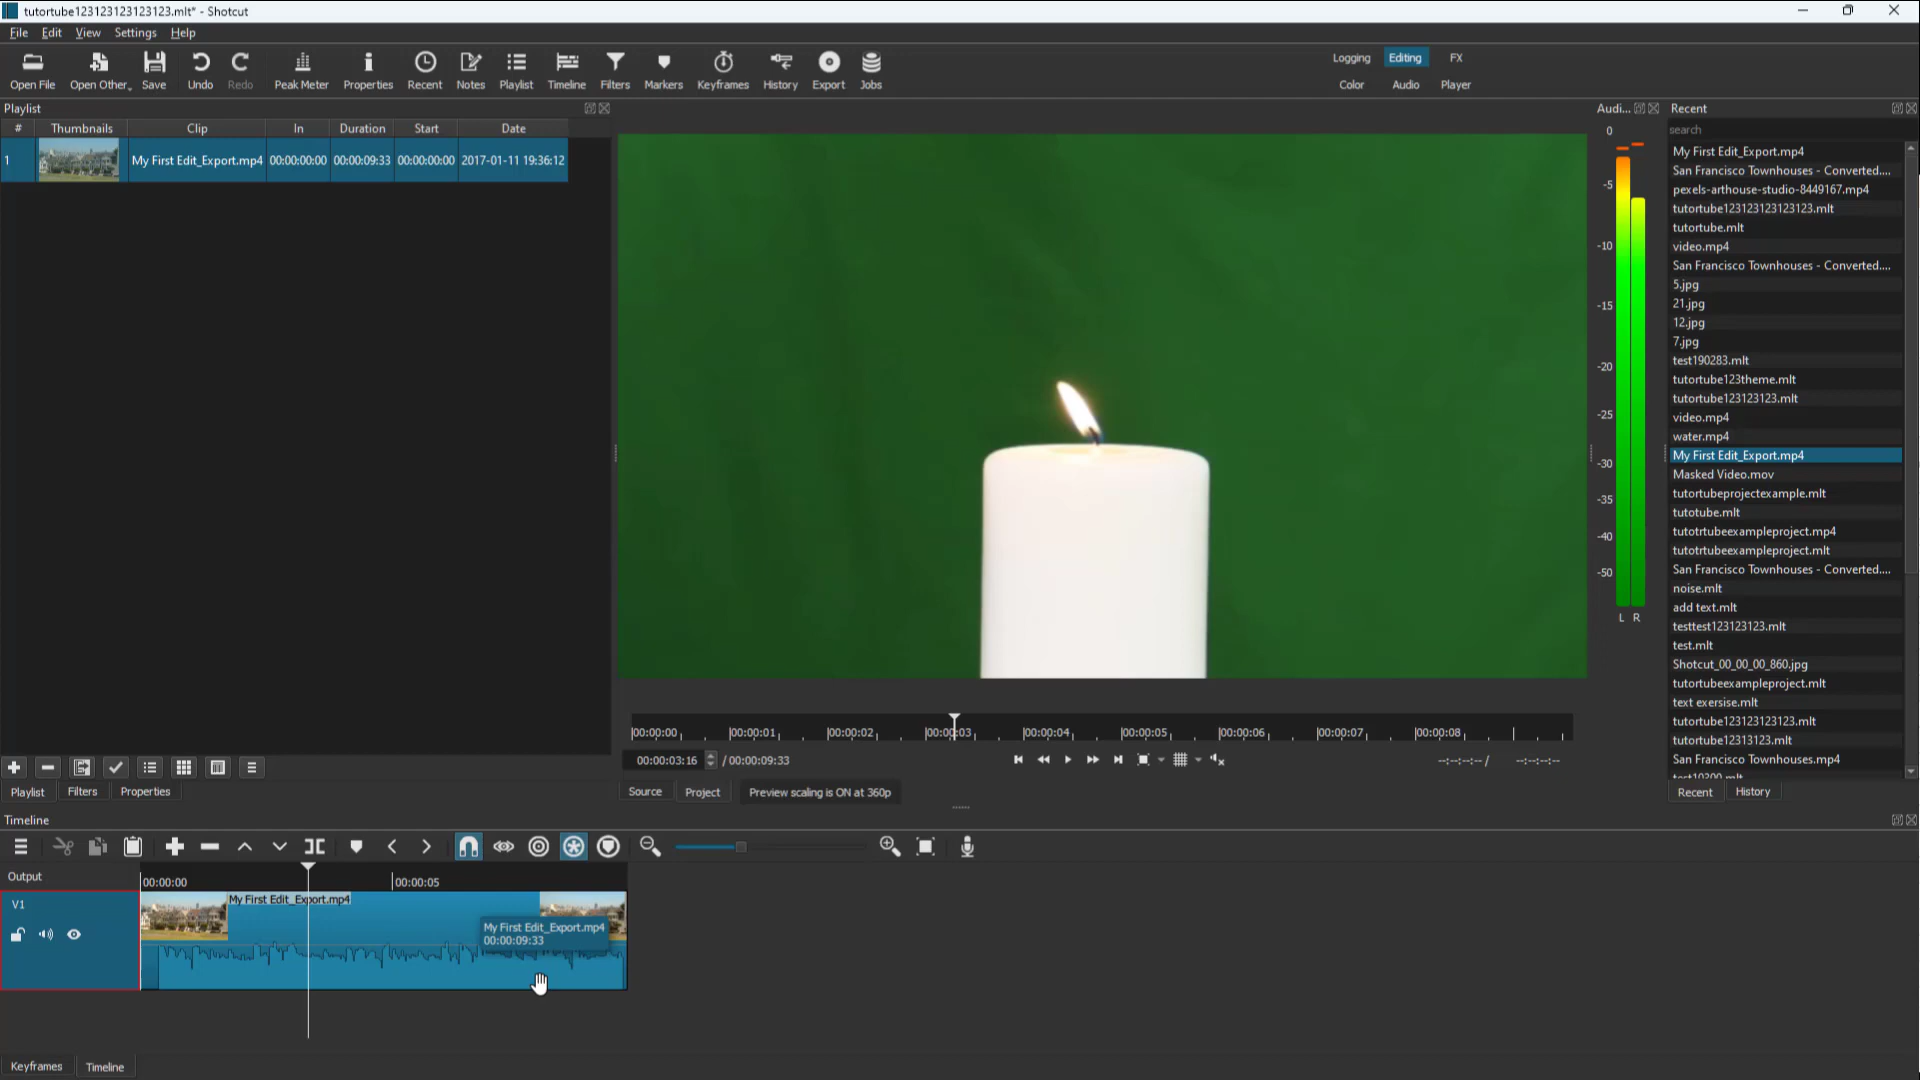 tutortube123123123123123.mlt* - Shotcut
File Edit View Settings Help
Open File Open Other... Save Undo Redo Peak Meter Properties Recent Notes Playlist Timeline Filters Markers Keyframes History Export Jobs
Logging Editing FX
Color Audio Player
Playlist
# Thumbnails Clip In Duration Start Date
1 My First Edit_Export.mp4 00:00:00:00 00:00:09:33 00:00:00:00 2017-01-11 19:36:12
Playlist Filters Properties
|00:00:00 |00:00:01 |00:00:02 |00:00:03 |00:00:04 |00:00:05 |00:00:06 |00:00:07 |00:00:08
00:00:03:16 / 00:00:09:33 --:--:--:-- / --:--:--:--
Source Project Preview scaling is ON at 360p
Audi...
0
-5
-10
-15
-20
-25
-30
-35
-40
-50
L R
Recent
search
My First Edit_Export.mp4
San Francisco Townhouses - Converted....
pexels-arthouse-studio-8449167.mp4
tutortube123123123123123.mlt
tutortube.mlt
video.mp4
San Francisco Townhouses - Converted....
5.jpg
21.jpg
12.jpg
7.jpg
test190283.mlt
tutortube123theme.mlt
tutortube123123123.mlt
video.mp4
water.mp4
My First Edit_Export.mp4
Masked Video.mov
tutortubeprojectexample.mlt
tutotube.mlt
tutotrtubeexampleproject.mp4
tutotrtubeexampleproject.mlt
San Francisco Townhouses - Converted....
noise.mlt
add text.mlt
testtest123123123.mlt
test.mlt
Shotcut_00_00_00_860.jpg
tutortubeexampleproject.mlt
text exersise.mlt
tutortube123123123123.mlt
tutortube12313123.mlt
San Francisco Townhouses.mp4
Recent History
Timeline
Output
00:00:00 00:00:05
V1
My First Edit_Export.mp4
My First Edit_Export.mp4
00:00:09:33
Keyframes Timeline